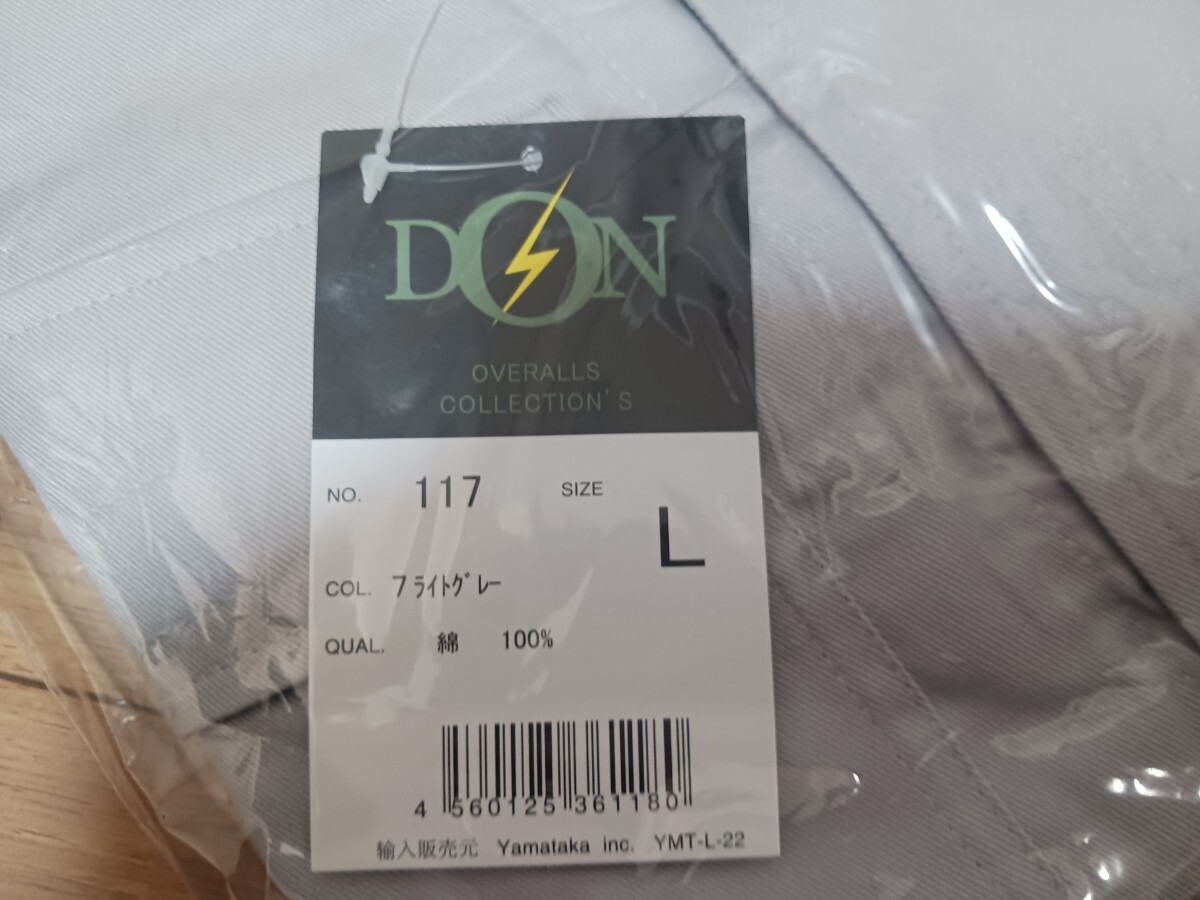 DON
OVERALLS
COLLECTION'S
NO. 117 SIZE
L
COL. 7 ﾗｲﾄｸﾞﾚｰ
QUAL. 綿 100%
4 560125 361180
輸入販売元 Yamataka inc. YMT-L-22